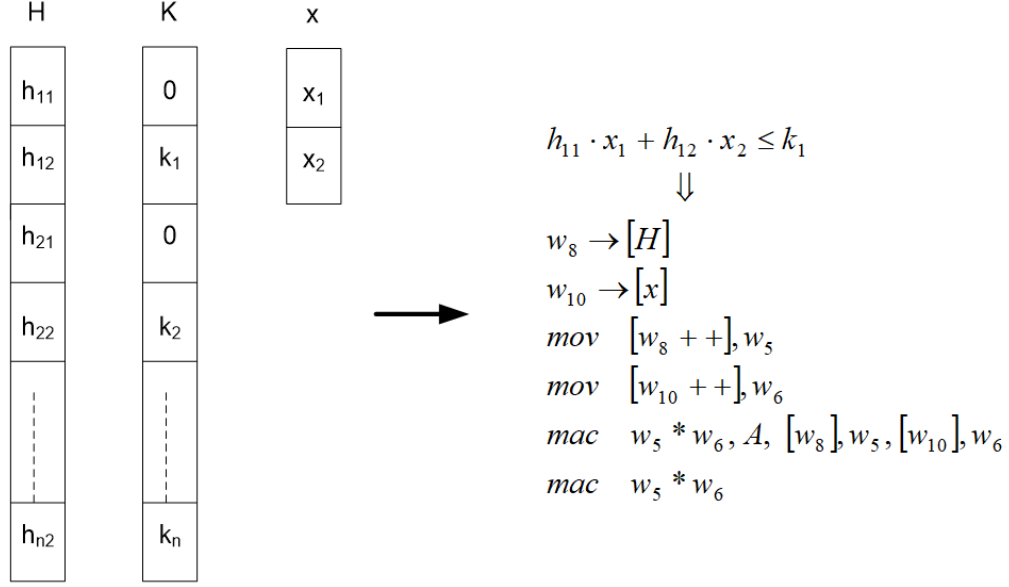 H K x
h₁₁ 0 x₁
h₁₂ k₁ x₂
h₂₁ 0
h₂₂ k₂
hₙ₂ kₙ
h₁₁ · x₁ + h₁₂ · x₂ ≤ k₁
⇓
w₈ → [H]
w₁₀ → [x]
mov [w₈ + +], w₅
mov [w₁₀ + +], w₆
mac w₅ * w₆, A, [w₈], w₅, [w₁₀], w₆
mac w₅ * w₆